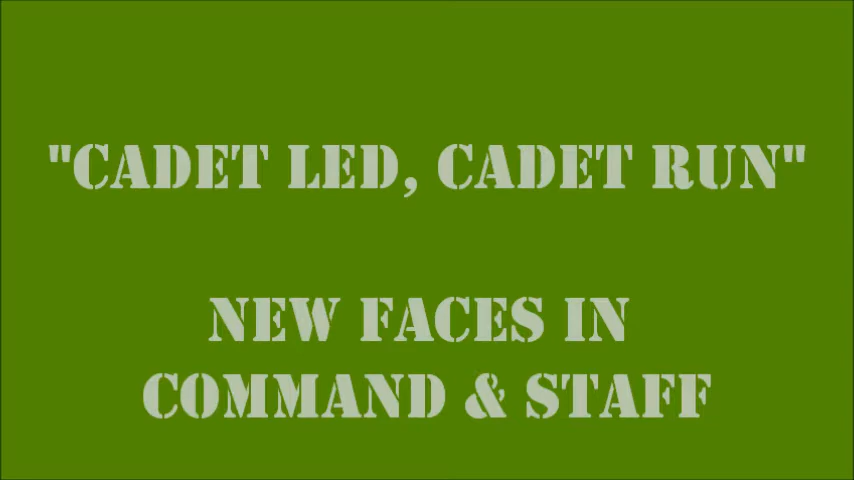 "CADET LED, CADET RUN"
NEW FACES IN
COMMAND & STAFF